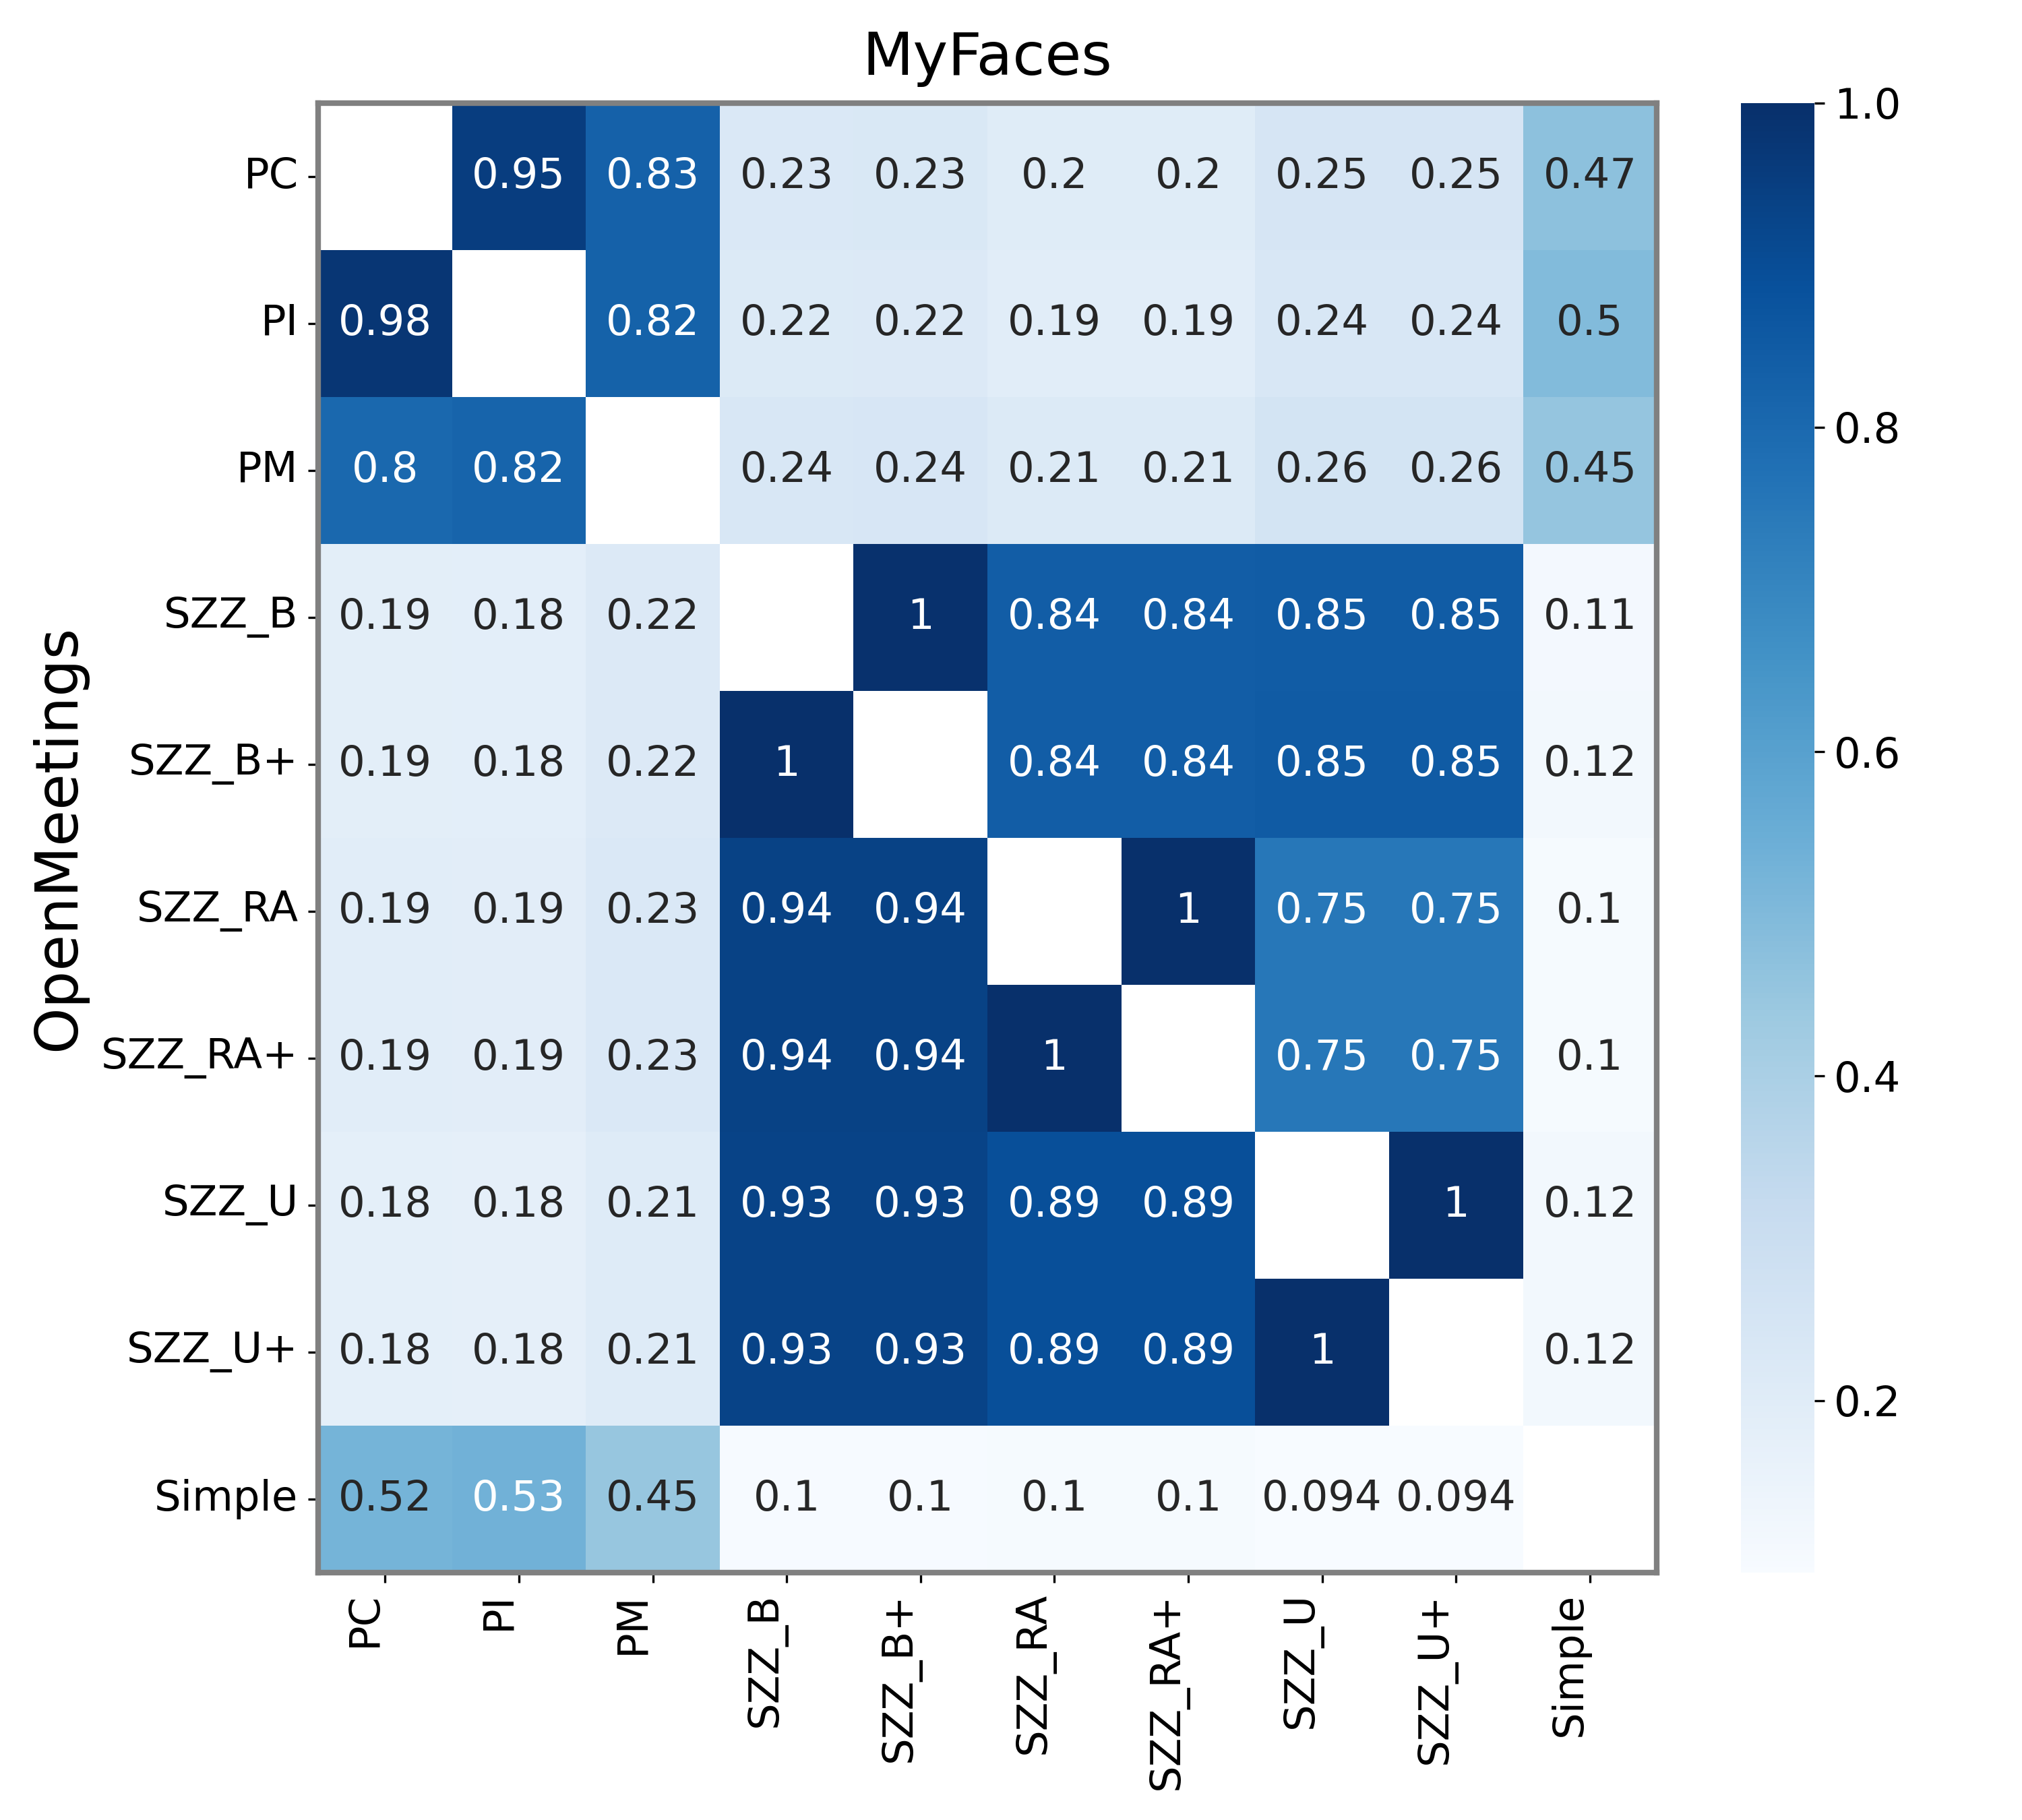 MyFaces
OpenMeetings
PC 0.95 0.83 0.23 0.23 0.2 0.2 0.25 0.25 0.47
PI 0.98 0.82 0.22 0.22 0.19 0.19 0.24 0.24 0.5
PM 0.8 0.82 0.24 0.24 0.21 0.21 0.26 0.26 0.45
SZZ_B 0.19 0.18 0.22 1 0.84 0.84 0.85 0.85 0.11
SZZ_B+ 0.19 0.18 0.22 1 0.84 0.84 0.85 0.85 0.12
SZZ_RA 0.19 0.19 0.23 0.94 0.94 1 0.75 0.75 0.1
SZZ_RA+ 0.19 0.19 0.23 0.94 0.94 1 0.75 0.75 0.1
SZZ_U 0.18 0.18 0.21 0.93 0.93 0.89 0.89 1 0.12
SZZ_U+ 0.18 0.18 0.21 0.93 0.93 0.89 0.89 1 0.12
Simple 0.52 0.53 0.45 0.1 0.1 0.1 0.1 0.094 0.094
PC PI PM SZZ_B SZZ_B+ SZZ_RA SZZ_RA+ SZZ_U SZZ_U+ Simple
1.0
0.8
0.6
0.4
0.2